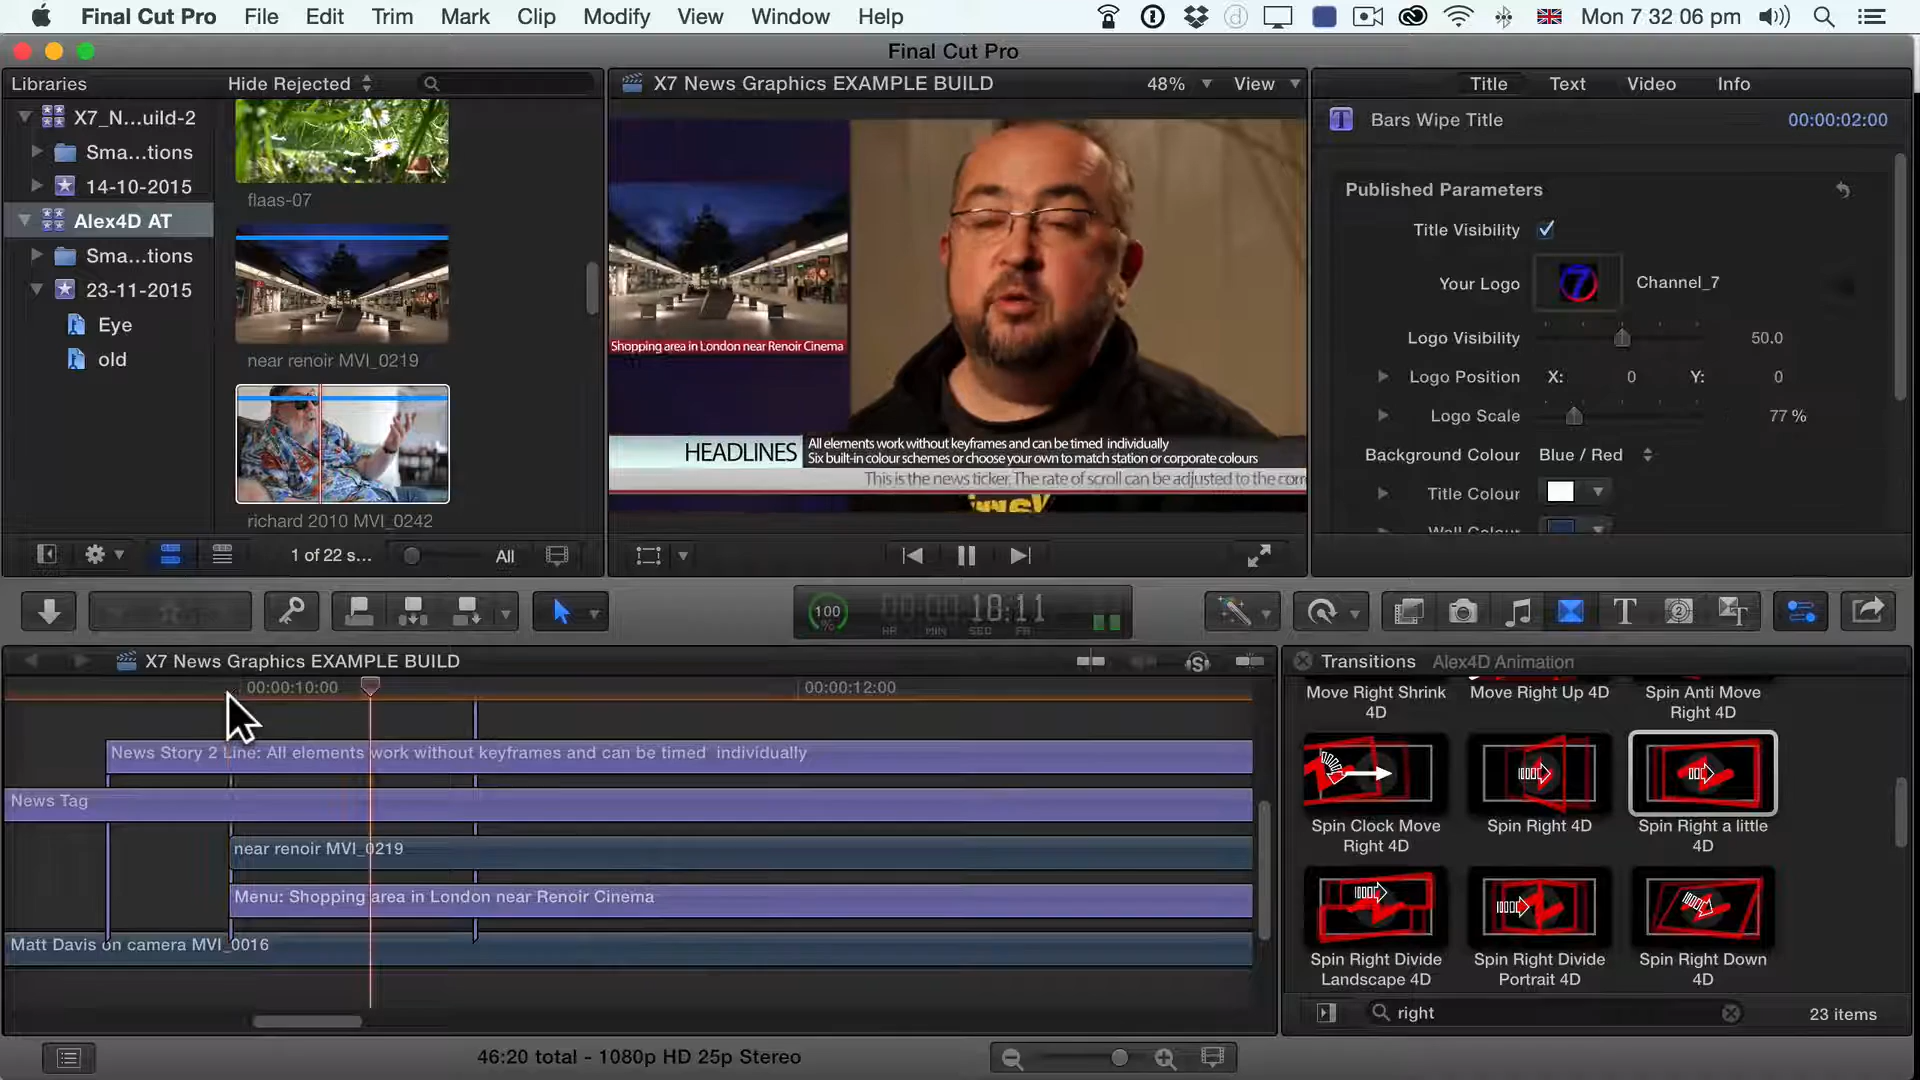 Final Cut Pro File Edit Trim Mark Clip Modify View Window Help Mon 7 32 06 pm
Final Cut Pro
Libraries Hide Rejected
X7_N...uild-2
Sma...tions
14-10-2015
Alex4D AT
Sma...tions
23-11-2015
Eye
old
flaas-07
near renoir MVI_0219
richard 2010 MVI_0242
1 of 22 s... All
X7 News Graphics EXAMPLE BUILD 48% View
Shopping area in London near Renoir Cinema
HEADLINES
All elements work without keyframes and can be timed individually
Six built-in colour schemes or choose your own to match station or corporate colours
This is the news ticker. The rate of scroll can be adjusted to the corre
Title Text Video Info
Bars Wipe Title 00:00:02:00
Published Parameters
Title Visibility
Your Logo Channel_7
Logo Visibility 50.0
Logo Position X: 0 Y: 0
Logo Scale 77 %
Background Colour Blue / Red
Title Colour
Wall Colour
100 %
18:11
HR MIN SEC FR
X7 News Graphics EXAMPLE BUILD
00:00:10:00 00:00:12:00
News Story 2 Line: All elements work without keyframes and can be timed individually
News Tag
near renoir MVI_0219
Menu: Shopping area in London near Renoir Cinema
Matt Davis on camera MVI_0016
46:20 total - 1080p HD 25p Stereo
Transitions Alex4D Animation
Move Right Shrink 4D
Move Right Up 4D
Spin Anti Move Right 4D
Spin Clock Move Right 4D
Spin Right 4D
Spin Right a little 4D
Spin Right Divide Landscape 4D
Spin Right Divide Portrait 4D
Spin Right Down 4D
right 23 items